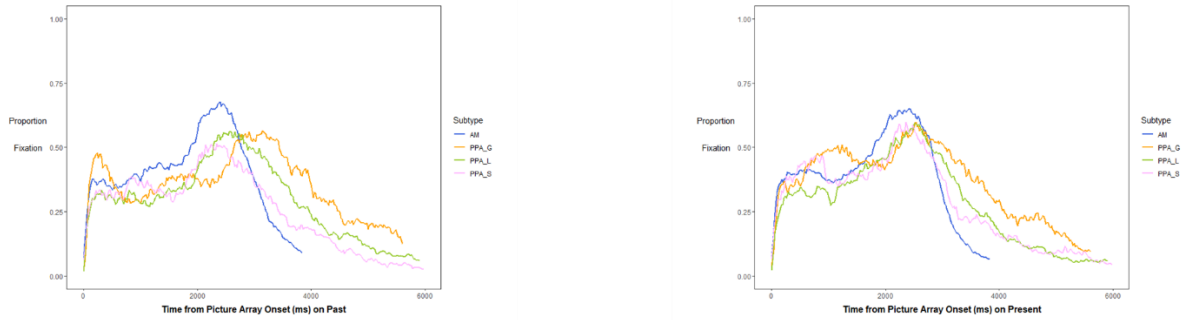 1.00
0.75
Proportion
Fixation
0.50
0.25
0.00
0
2000
4000
6000
Time from Picture Array Onset (ms) on Past
Subtype
AM
PPA_G
PPA_L
PPA_S
1.00
0.75
Proportion
Fixation
0.50
0.25
0.00
0
2000
4000
6000
Time from Picture Array Onset (ms) on Present
Subtype
AM
PPA_G
PPA_L
PPA_S